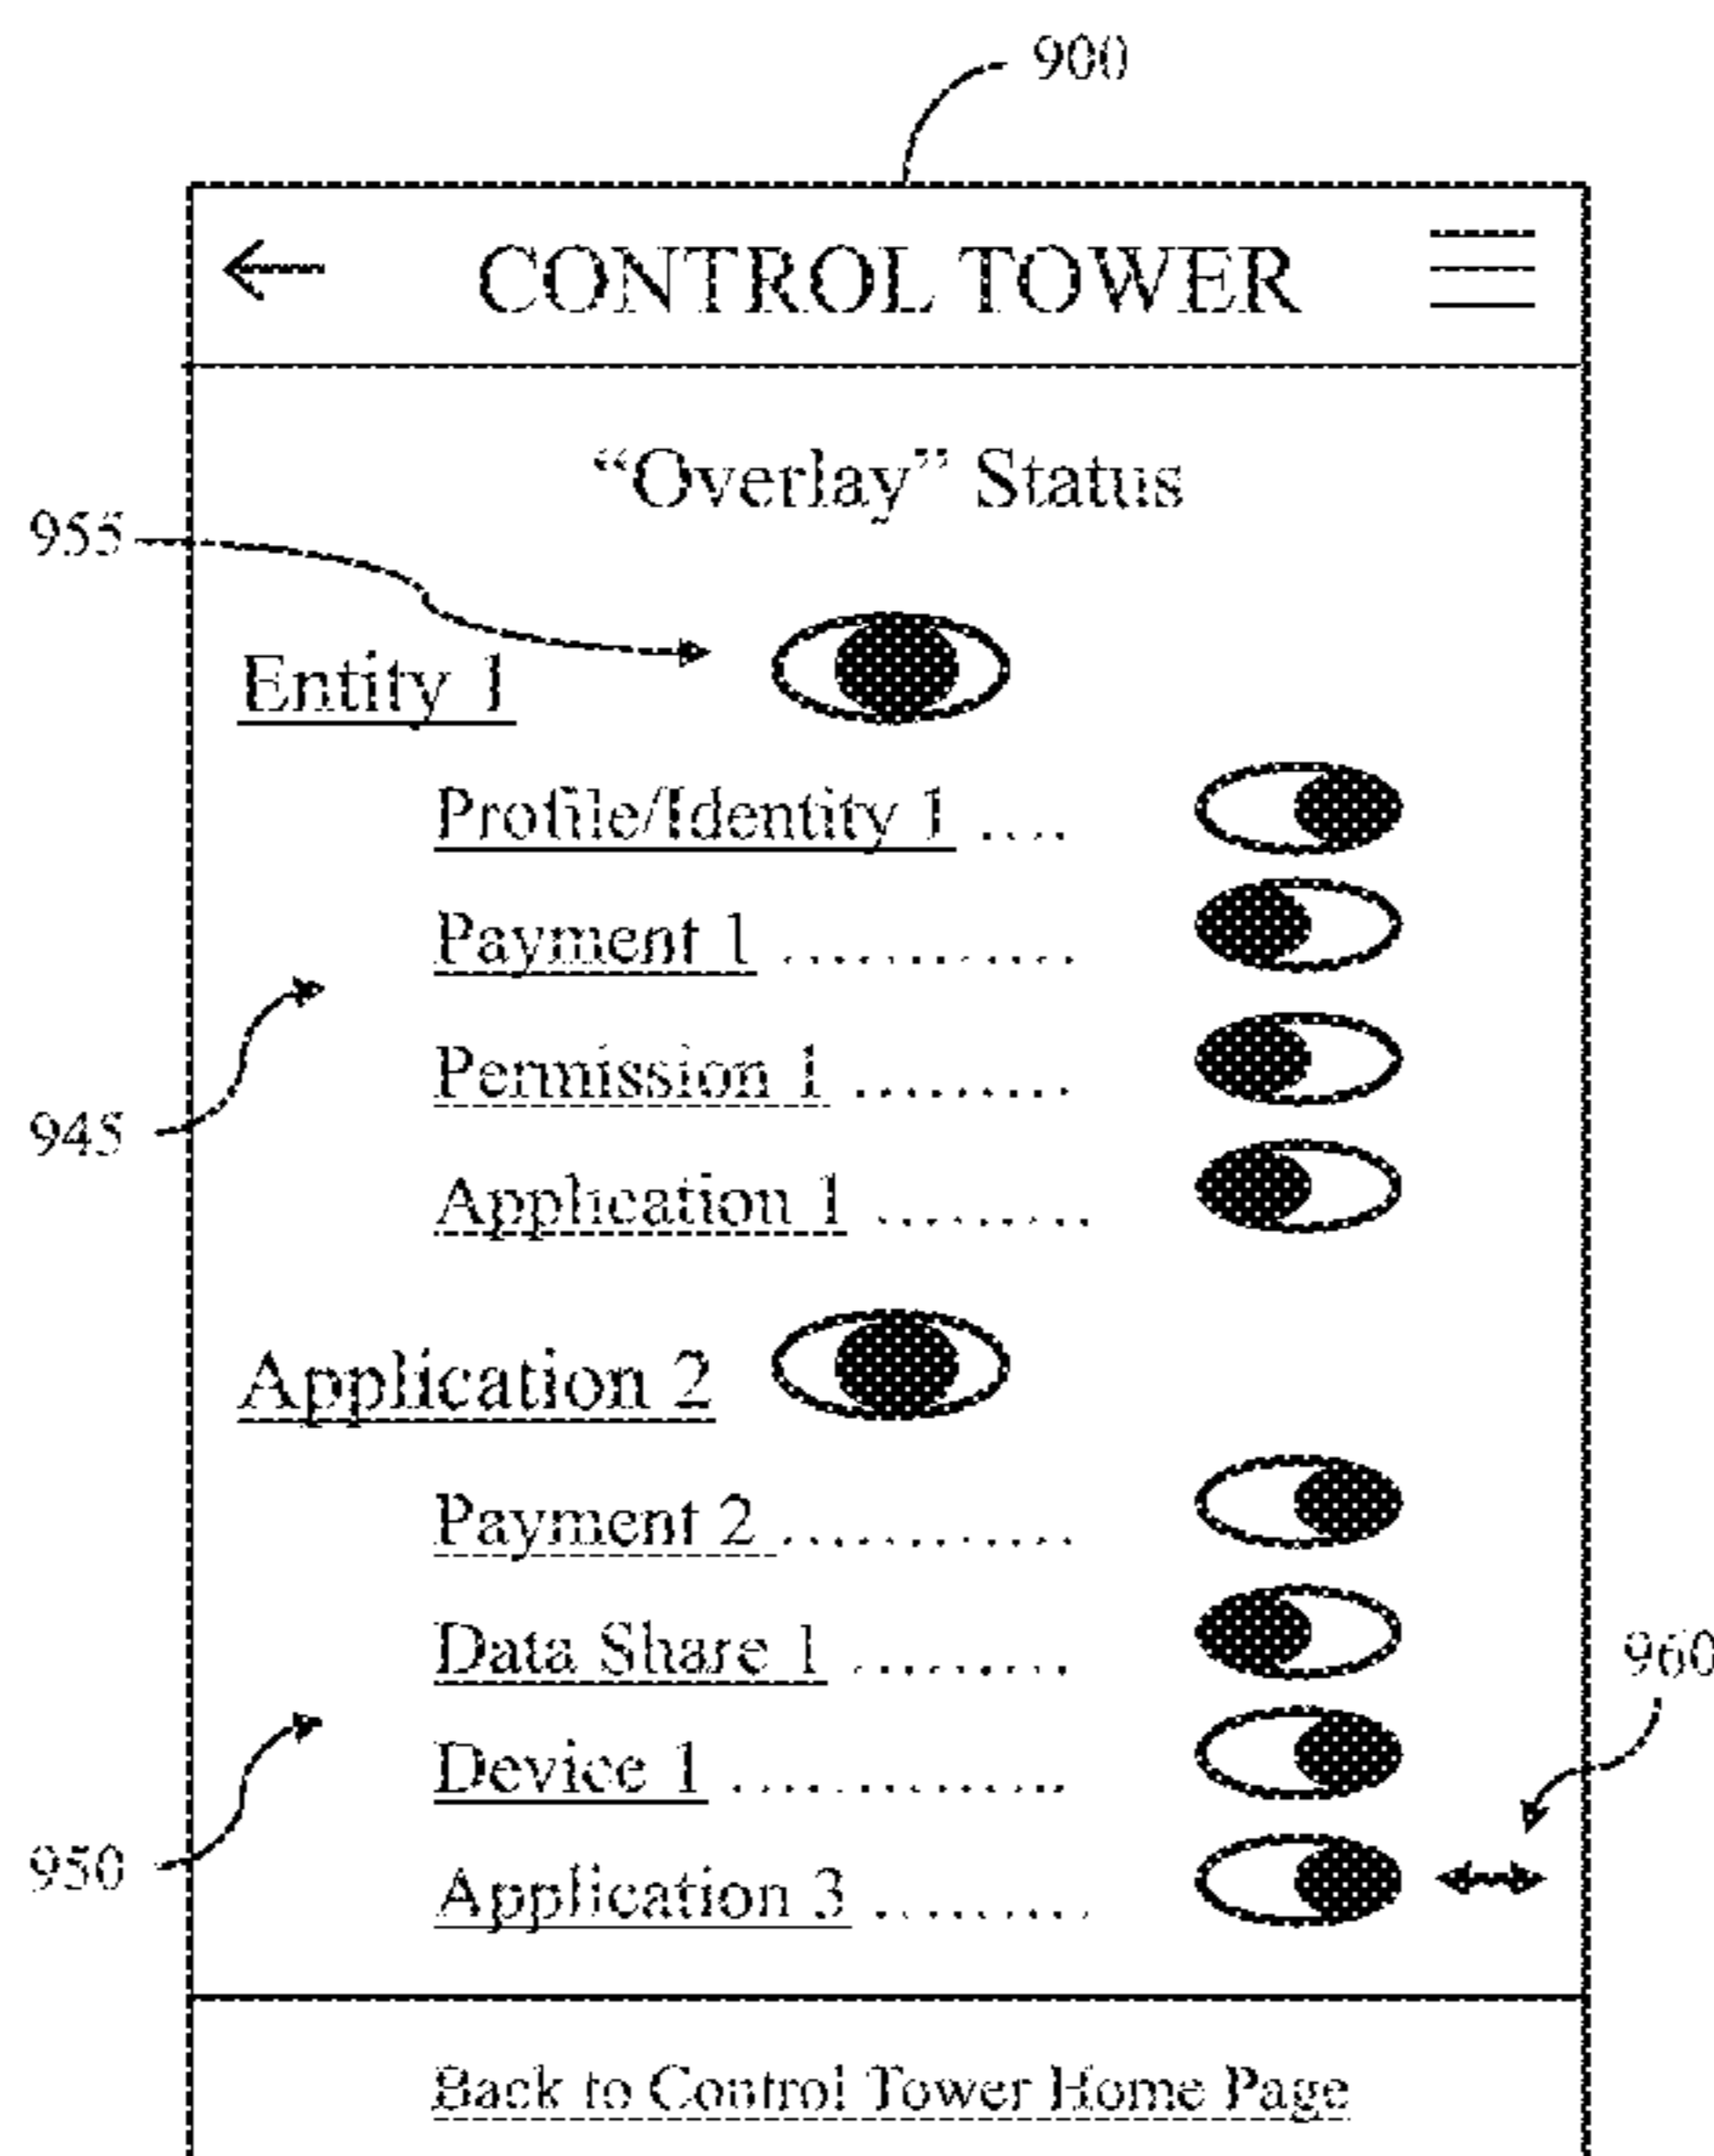 900
CONTROL TOWER
“Overlay” Status
955
Entity 1
Profile/Identity 1 ....
Payment 1 ............
945
Permission 1 .........
Application 1 .........
Application 2
Payment 2 ............
Data Share 1 .........
960
Device 1 ..............
950
Application 3 .........
Back to Control Tower Home Page